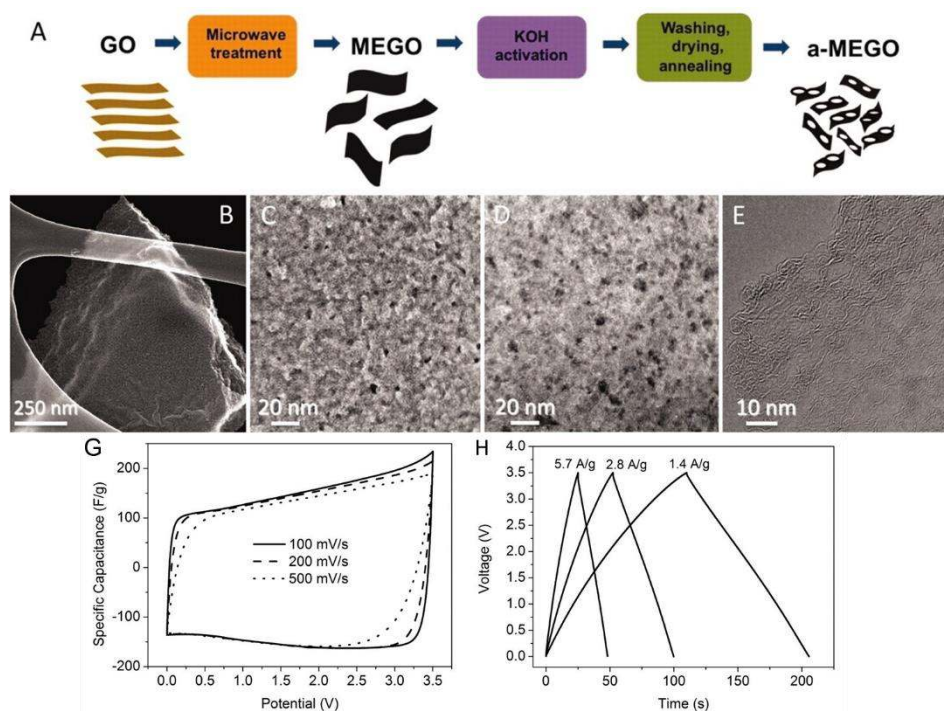 A
GO
Microwave
treatment
MEGO
KOH
activation
Washing,
drying,
annealing
a-MEGO
B
250 nm
C
20 nm
D
20 nm
E
10 nm
G
Specific Capacitance (F/g)
200
100
0
-100
-200
100 mV/s
200 mV/s
500 mV/s
0.0 0.5 1.0 1.5 2.0 2.5 3.0 3.5
Potential (V)
H
Voltage (V)
4.0
3.5
3.0
2.5
2.0
1.5
1.0
0.5
0.0
5.7 A/g 2.8 A/g 1.4 A/g
0 50 100 150 200
Time (s)